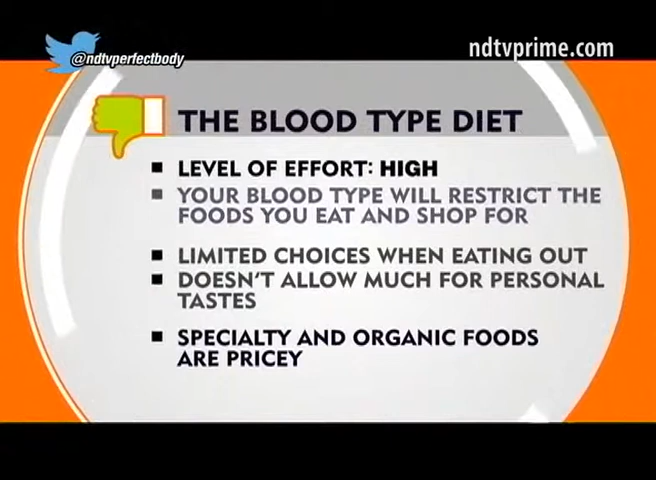 @ndtvperfectbody
ndtvprime.com
THE BLOOD TYPE DIET
LEVEL OF EFFORT: HIGH
YOUR BLOOD TYPE WILL RESTRICT THE
FOODS YOU EAT AND SHOP FOR
LIMITED CHOICES WHEN EATING OUT
DOESN'T ALLOW MUCH FOR PERSONAL
TASTES
SPECIALTY AND ORGANIC FOODS
ARE PRICEY